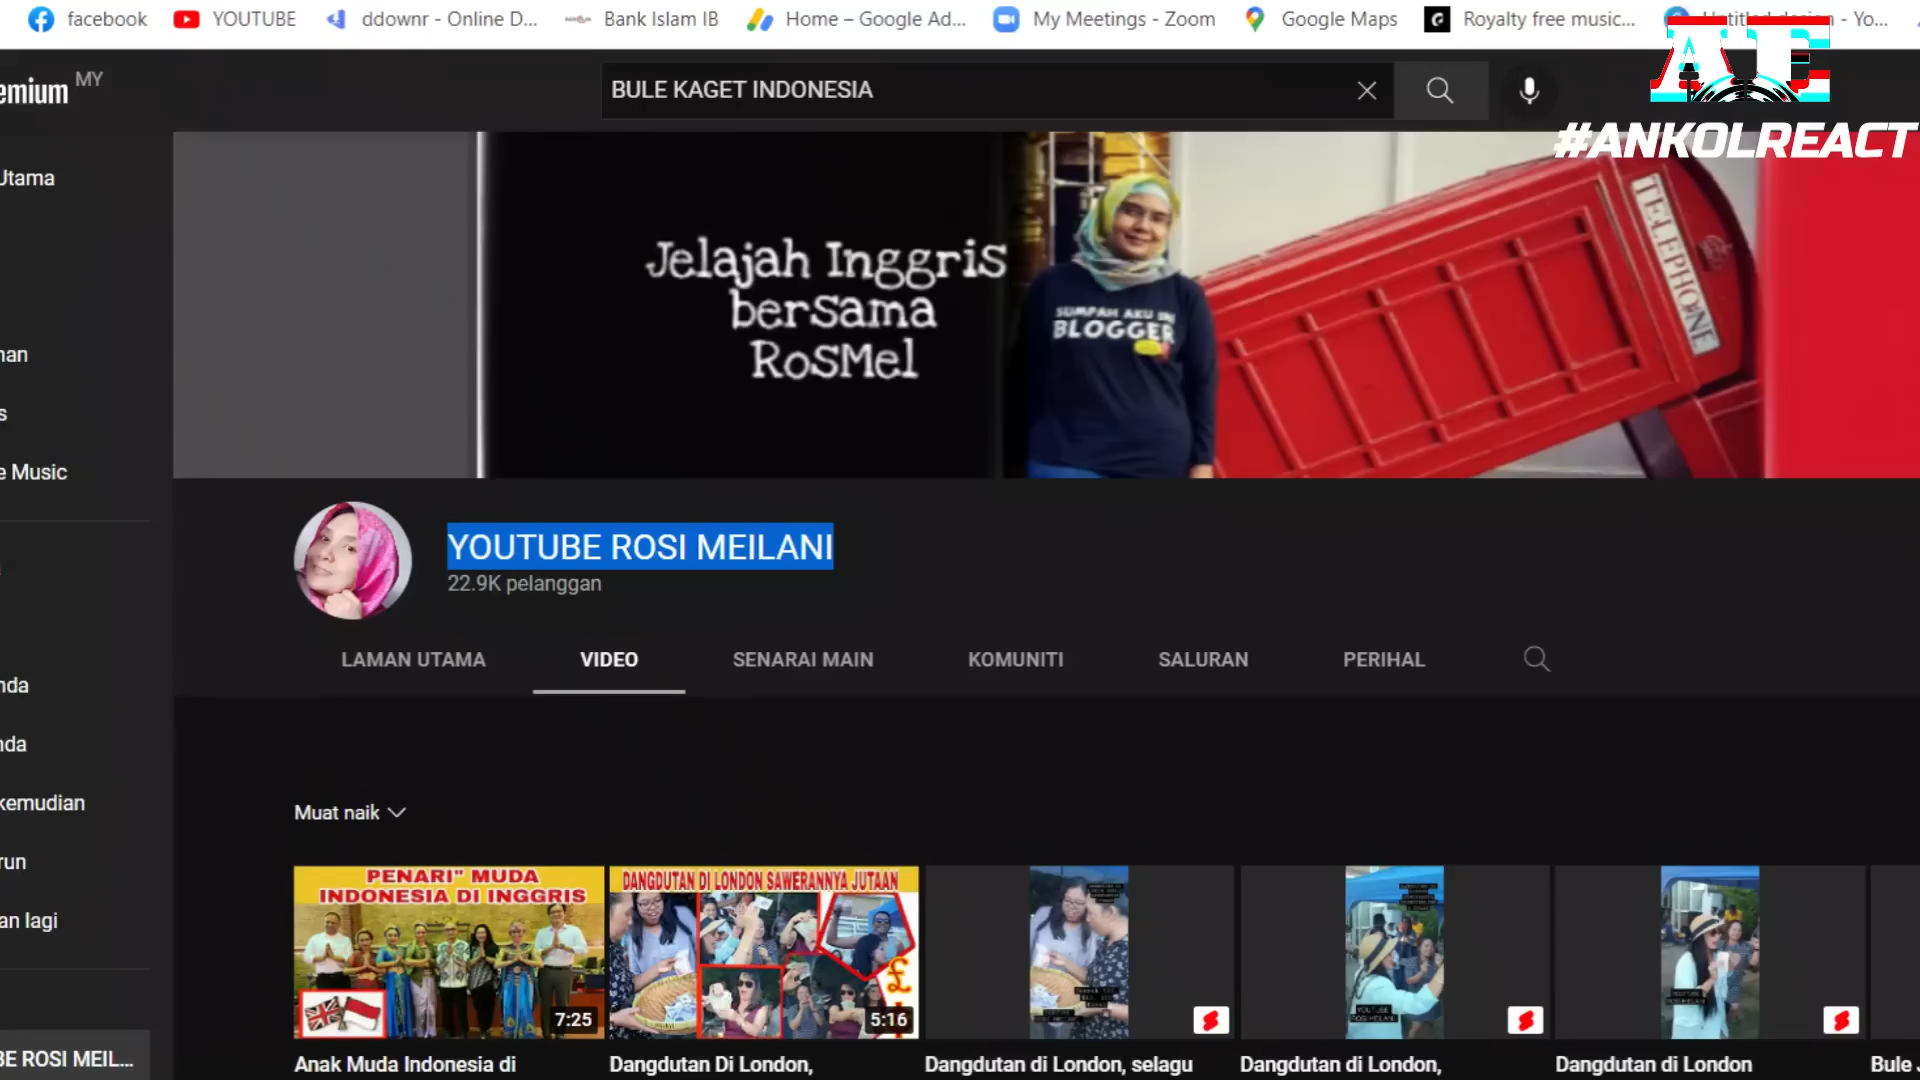 facebook
YOUTUBE
ddownr - Online D...
Bank Islam IB
Home – Google Ad...
My Meetings - Zoom
Google Maps
Royalty free music...
Untitled design - Yo...
AE
#ANKOLREACT
emium MY
BULE KAGET INDONESIA
Utama
Jelajah Inggris
bersama
RosMel
TELEPHONE
SUMPAH AKU INI
BLOGGER
nan
s
e Music
YOUTUBE ROSI MEILANI
22.9K pelanggan
LAMAN UTAMA
VIDEO
SENARAI MAIN
KOMUNITI
SALURAN
PERIHAL
nda
nda
kemudian
run
an lagi
BE ROSI MEIL...
Muat naik
PENARI" MUDA
INDONESIA DI INGGRIS
7:25
DANGDUTAN DI LONDON SAWERANNYA JUTAAN
£
5:16
Anak Muda Indonesia di
Dangdutan Di London,
Dangdutan di London, selagu
Dangdutan di London,
Dangdutan di London
Bule